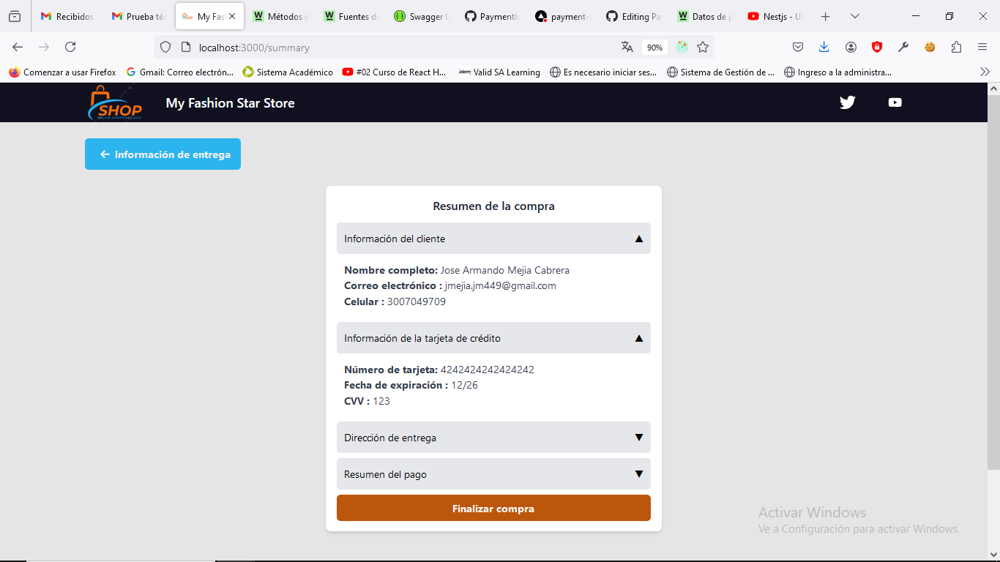 Recibidos
Prueba té
My Fas
Métodos d
Fuentes d
Swagger U
PaymentIn
payment-
Editing Pa
Datos de p
Nestjs - U
localhost:3000/summary
90%
Comenzar a usar Firefox
Gmail: Correo electrón...
Sistema Académico
#02 Curso de React H...
Valid SA Learning
Es necesario iniciar ses...
Sistema de Gestión de ...
Ingreso a la administra...
SHOP
My Fashion Star Store
Información de entrega
Resumen de la compra
Información del cliente
Nombre completo: Jose Armando Mejia Cabrera
Correo electrónico : jmejia.jm449@gmail.com
Celular : 3007049709
Información de la tarjeta de crédito
Número de tarjeta: 4242424242424242
Fecha de expiración : 12/26
CVV : 123
Dirección de entrega
Resumen del pago
Finalizar compra
Activar Windows
Ve a Configuración para activar Windows.